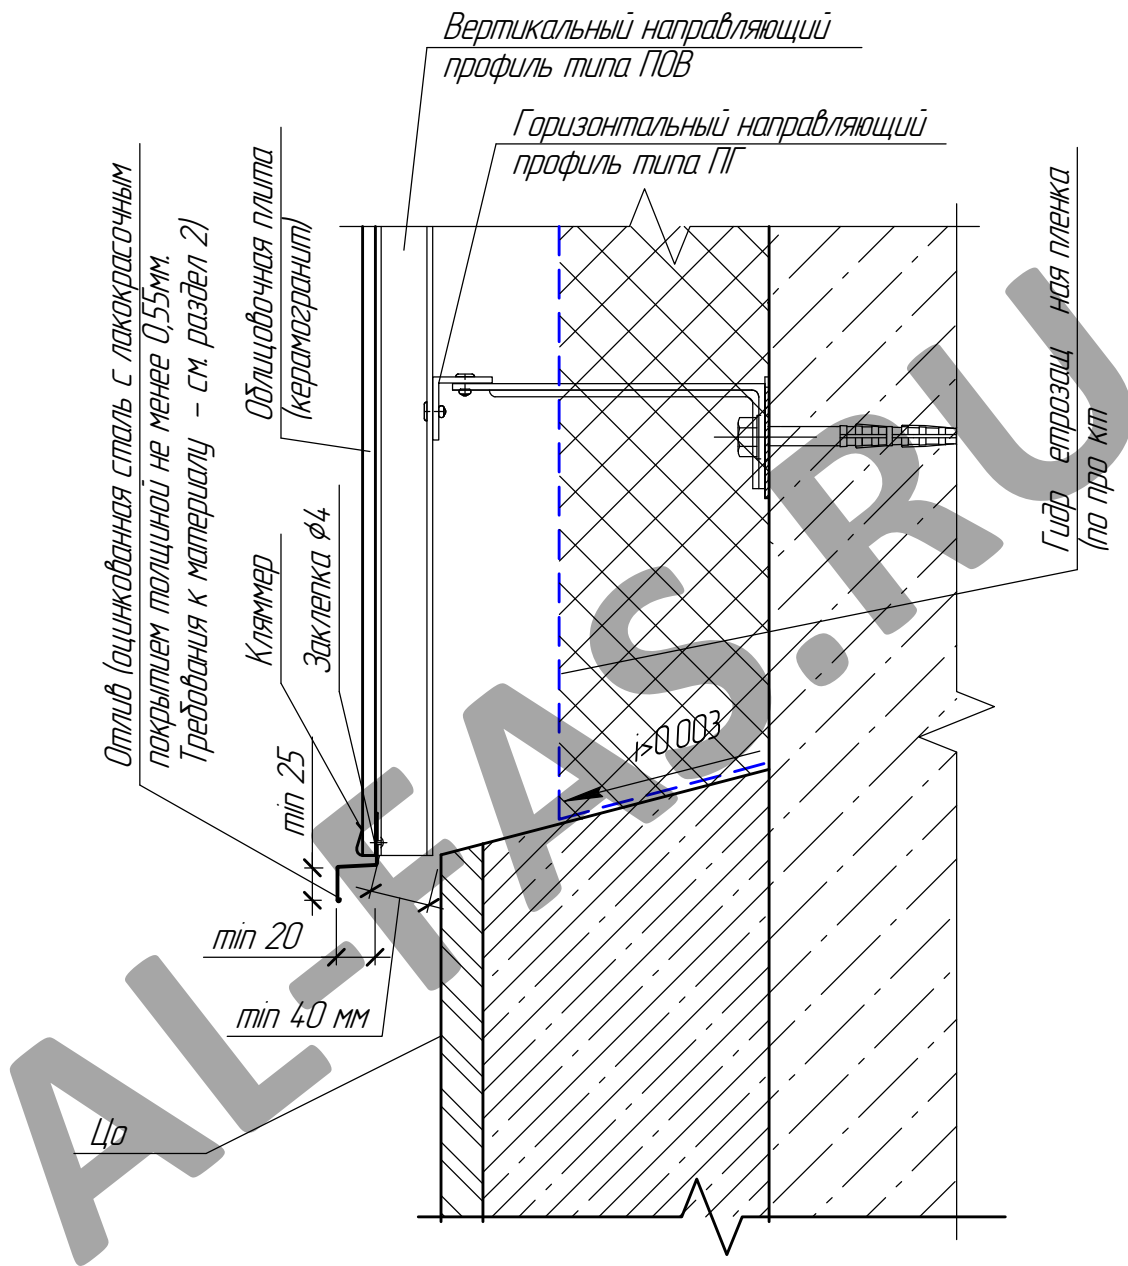 Вертикальный направляющий
профиль типа ПОВ
Горизонтальный направляющий
профиль типа ПГ
Отлив (оцинкованная сталь с лакокрасочным
покрытием толщиной не менее 0,55мм.
Требования к материалу - см. раздел 2)
Облицовочная плита
(керамогранит)
Кляммер
Заклепка ϕ4
Гидр етрозащ ная пленка
(по про кт
i>0 003
min 25
min 20
min 40 мм
Цо
AL-FAS.RU